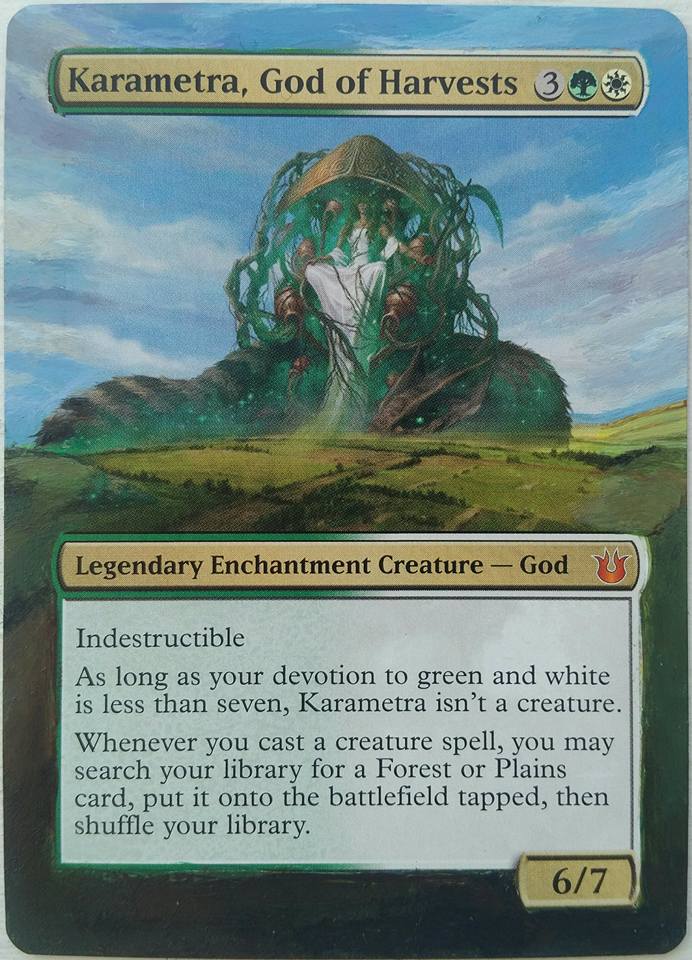 Karametra, God of Harvests 3
Legendary Enchantment Creature — God
Indestructible
As long as your devotion to green and white
is less than seven, Karametra isn't a creature.
Whenever you cast a creature spell, you may
search your library for a Forest or Plains
card, put it onto the battlefield tapped, then
shuffle your library.
6/7